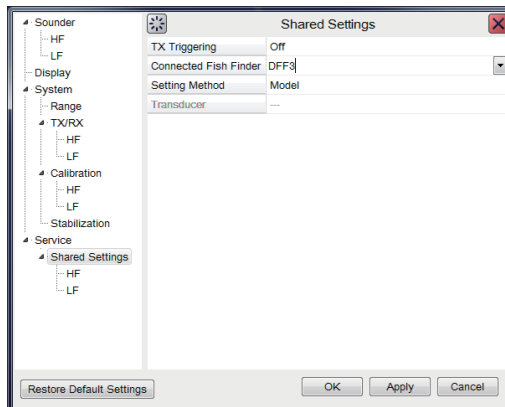 Sounder
HF
LF
Display
System
Range
TX/RX
HF
LF
Calibration
HF
LF
Stabilization
Service
Shared Settings
HF
LF
Shared Settings
TX Triggering Off
Connected Fish Finder DFF3
Setting Method Model
Transducer ---
Restore Default Settings
OK Apply Cancel